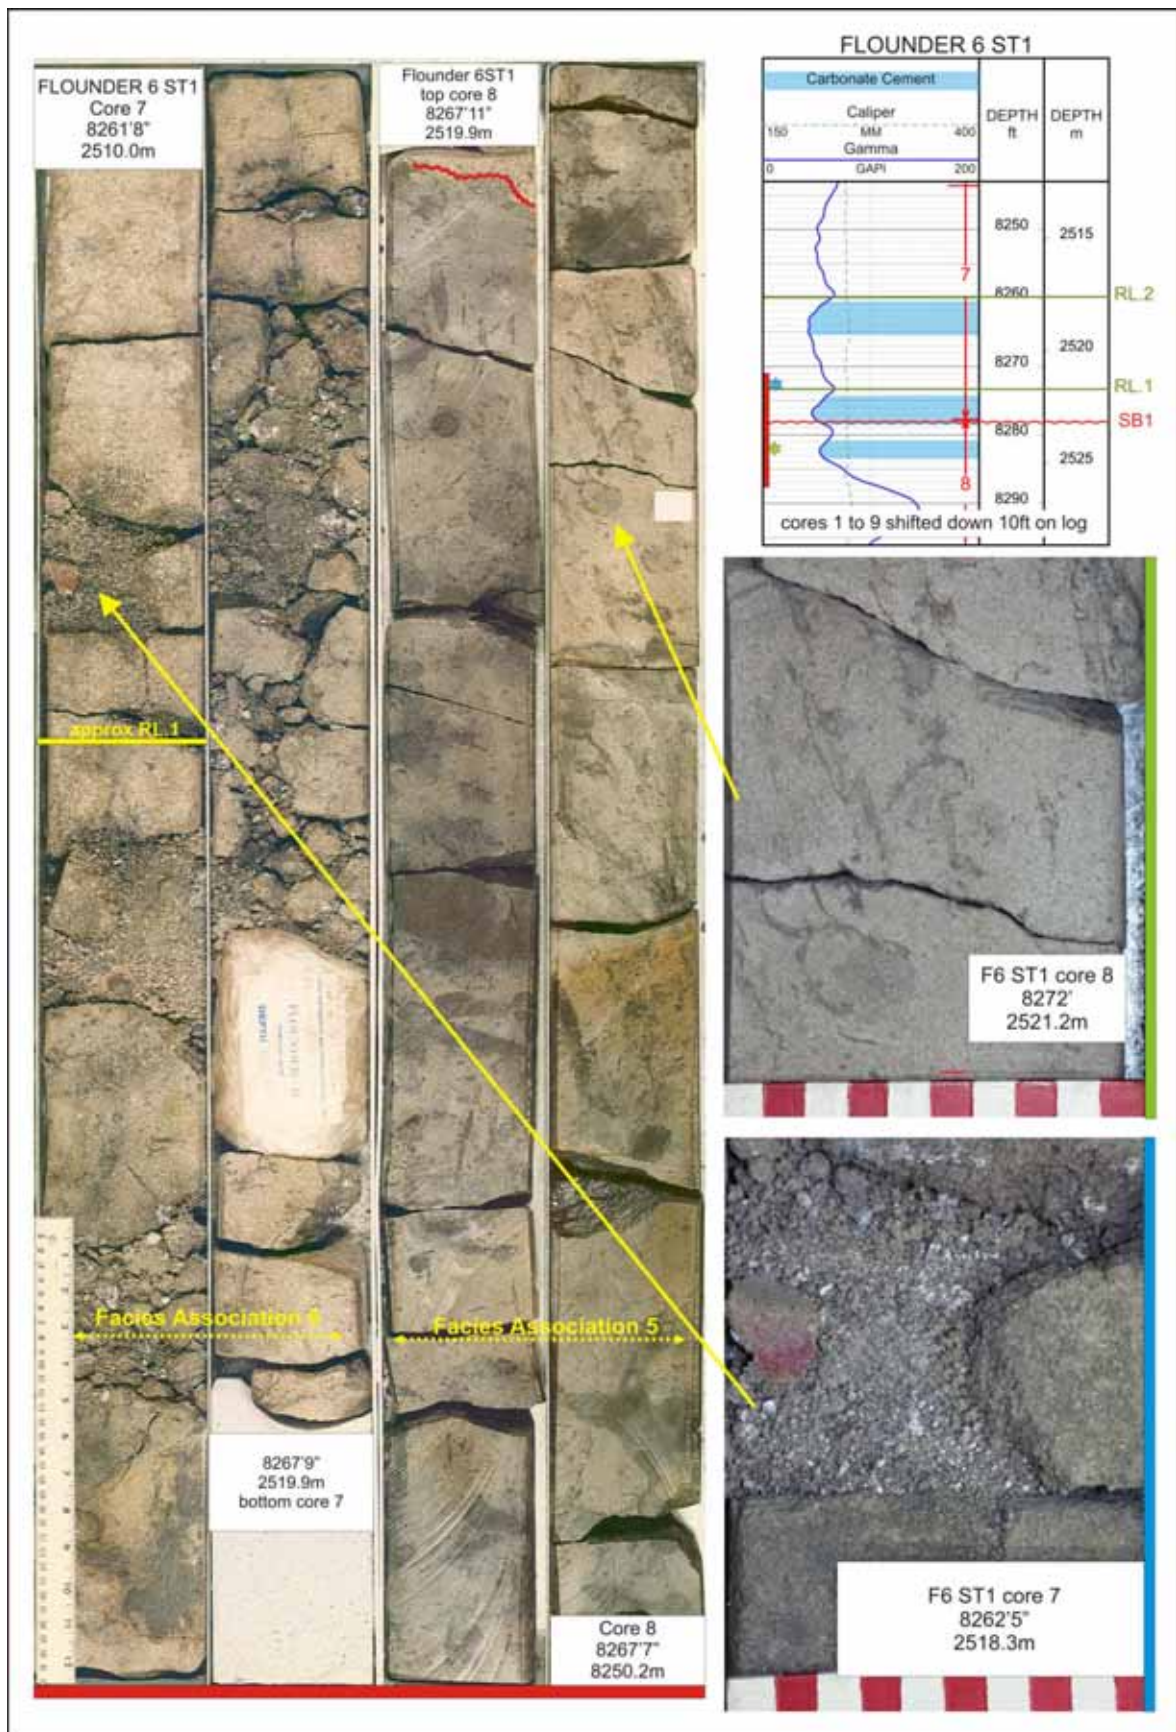 FLOUNDER 6 ST1
Core 7
8261'8"
2510.0m
Flounder 6ST1
top core 8
8267'11"
2519.9m
approx RL.1
Facies Association 6
Facies Association 5
8267'9"
2519.9m
bottom core 7
Core 8
8267'7"
8250.2m
FLOUNDER 6 ST1
Carbonate Cement
Caliper
150 MM 400
Gamma
0 GAPI 200
DEPTH
ft
DEPTH
m
8250
2515
7
8260
RL.2
2520
8270
RL.1
SB1
8280
2525
8
8290
cores 1 to 9 shifted down 10ft on log
F6 ST1 core 8
8272'
2521.2m
F6 ST1 core 7
8262'5"
2518.3m